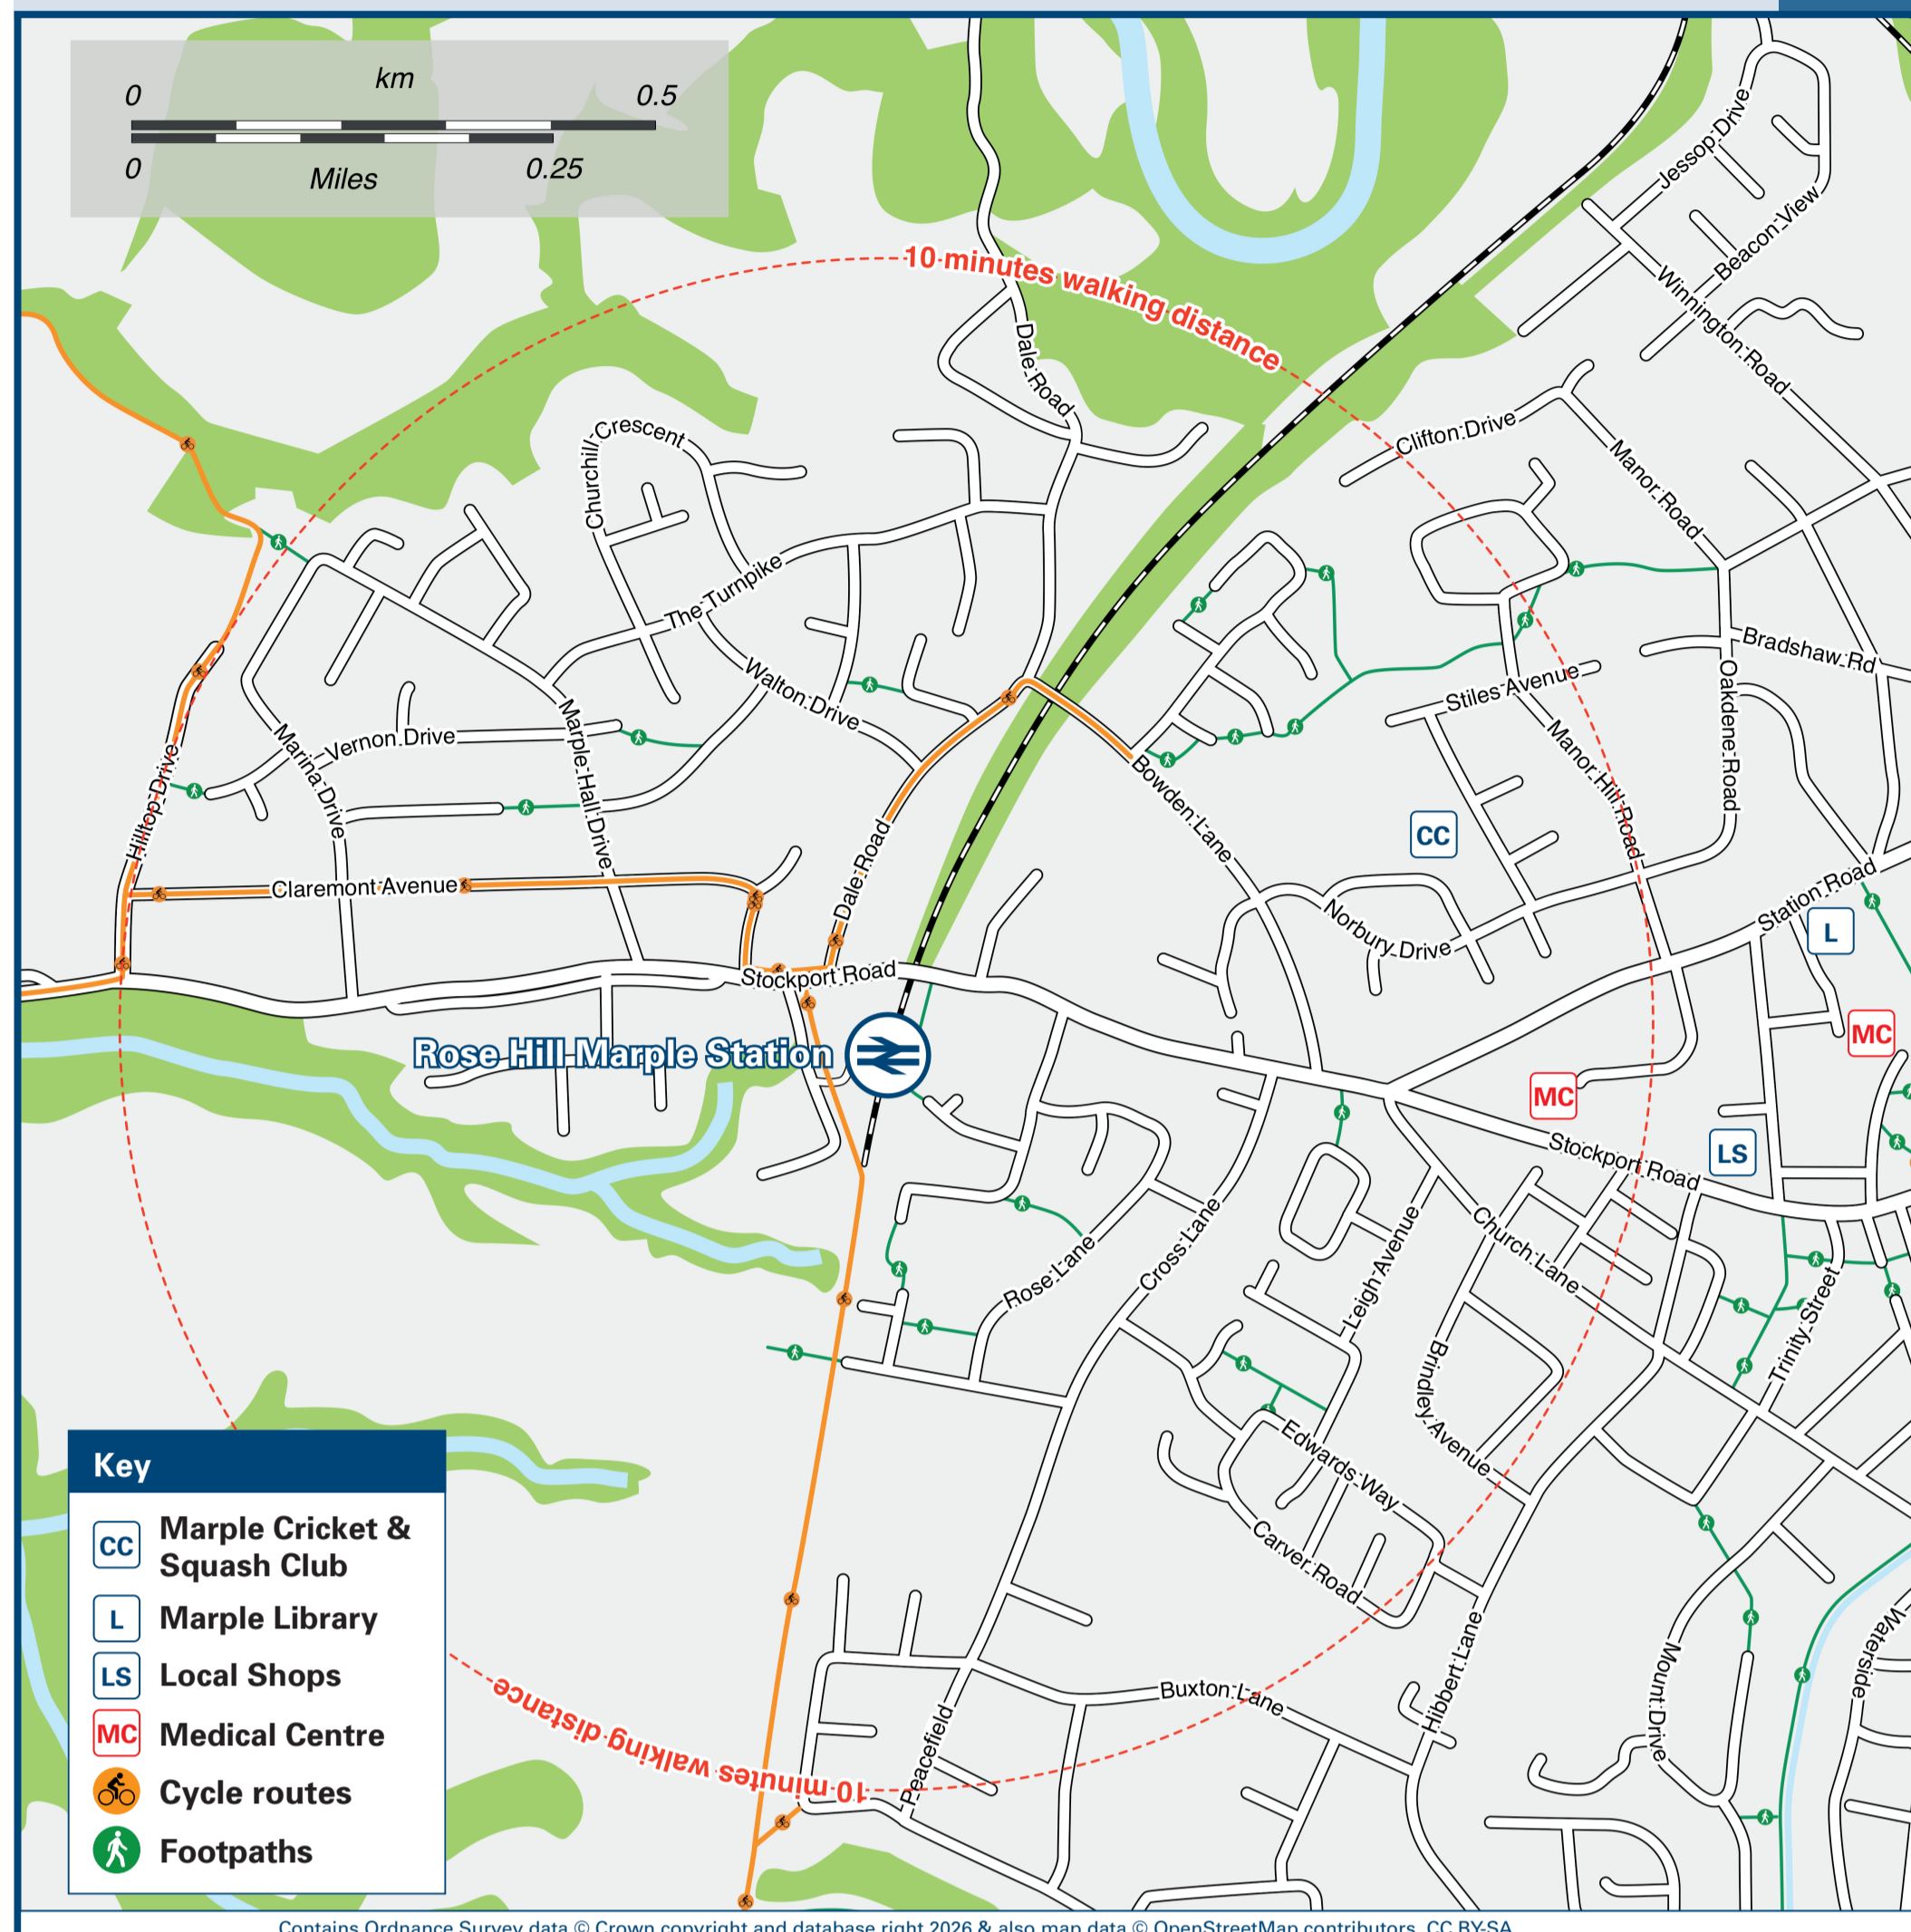 km
0 0.5
0 0.25
Miles
10 minutes walking distance
Jessop Drive
Beacon View
Winnington Road
Dale Road
Clifton Drive
Manor Road
Churchill Crescent
The Turnpike
Walton Drive
Bradshaw Rd
Oakdene Road
Stiles Avenue
Manor Hill Road
Marina Drive
Vernon Drive
Marple Hall Drive
Hilltop Drive
Bowden Lane
CC
Dale Road
Claremont Avenue
Norbury Drive
Station Road
L
Stockport Road
Rose Hill Marple Station
MC
MC
LS
Stockport Road
Church Lane
Cross Lane
Rose Lane
Leigh Avenue
Trinity Street
Brindley Avenue
Edwards Way
Carver Road
Hibbert Lane
Mount Drive
Waterside
Buxton Lane
Peacefield
10 minutes walking distance
Key
CC Marple Cricket &
Squash Club
L Marple Library
LS Local Shops
MC Medical Centre
Cycle routes
Footpaths
Contains Ordnance Survey data © Crown copyright and database right 2026 & also map data © OpenStreetMap contributors, CC BY-SA